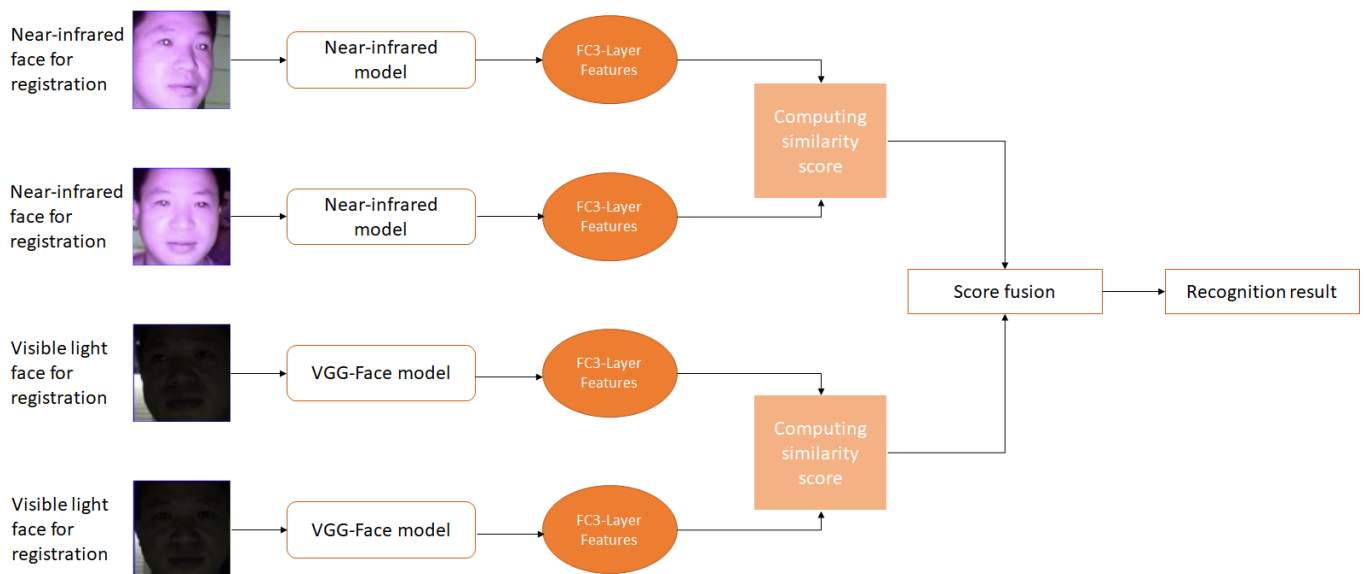 Near-infrared
face for
registration
Near-infrared
model
FC3-Layer
Features
Computing
similarity
score
Near-infrared
face for
registration
Near-infrared
model
FC3-Layer
Features
Score fusion
Recognition result
Visible light
face for
registration
VGG-Face model
FC3-Layer
Features
Computing
similarity
score
Visible light
face for
registration
VGG-Face model
FC3-Layer
Features